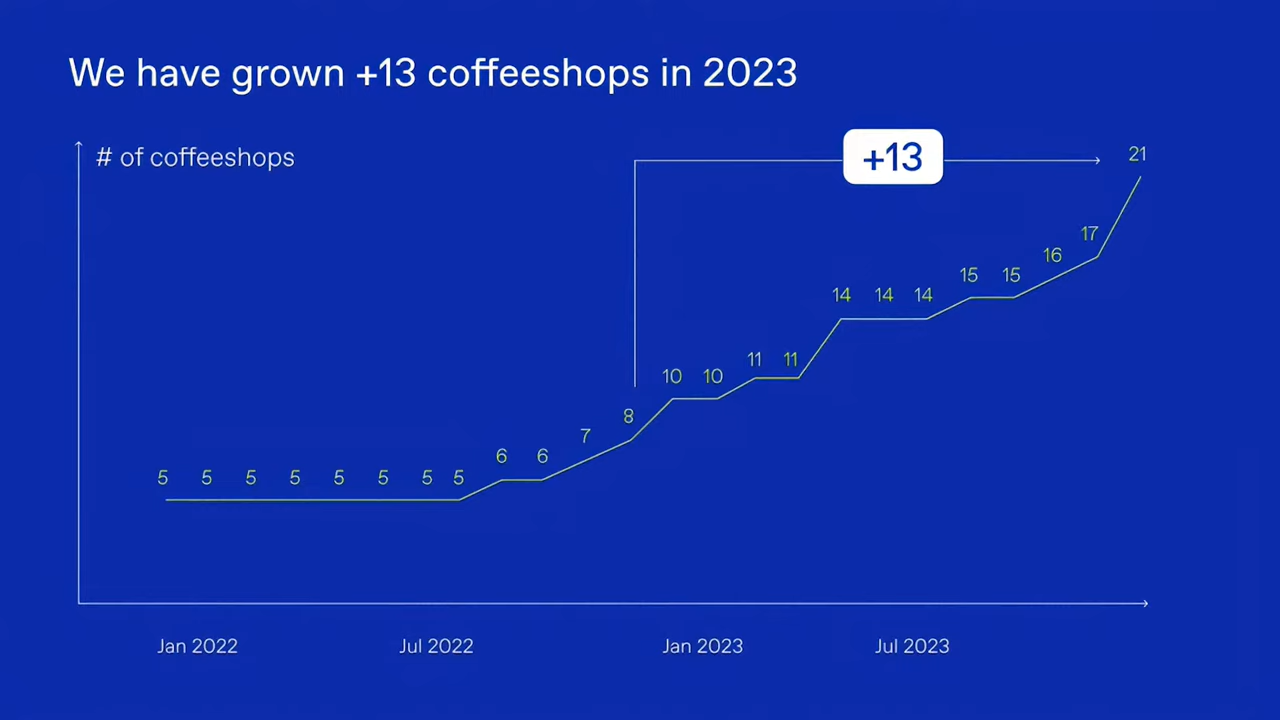 We have grown +13 coffeeshops in 2023
# of coffeeshops
+13
21
17
16
15 15
14 14 14
11 11
10 10
8
7
6 6
5 5 5 5 5 5 5 5
Jan 2022 Jul 2022 Jan 2023 Jul 2023